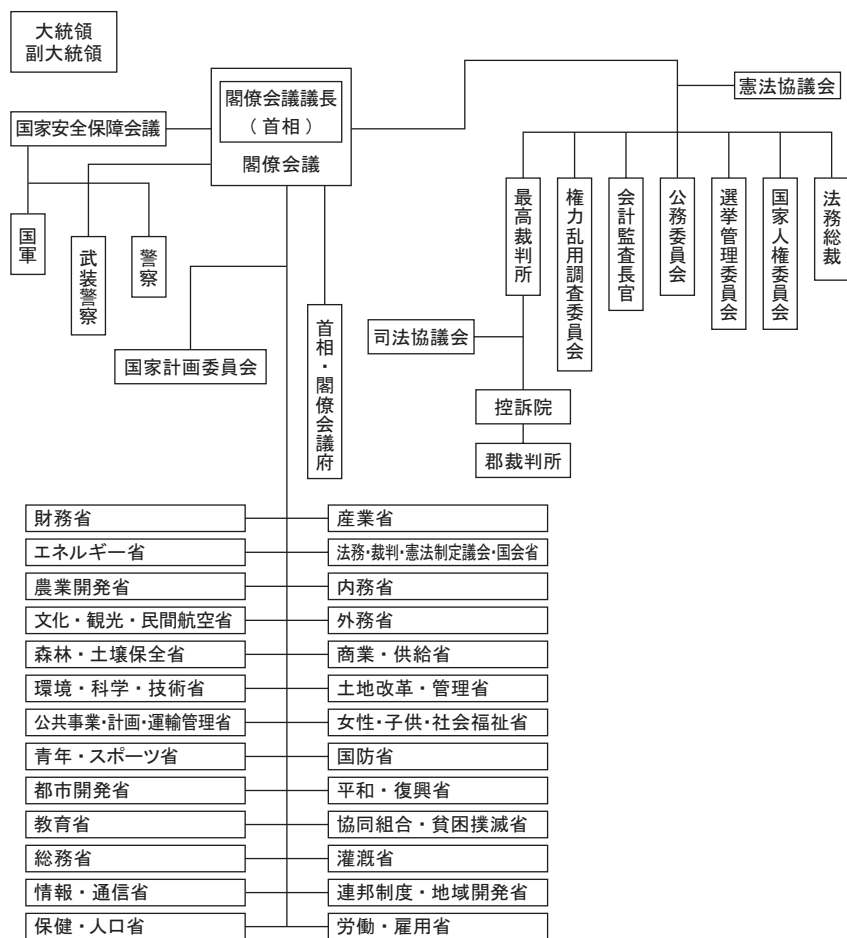 大統領
副大統領
閣僚会議議長
(首相)
閣僚会議
憲法協議会
国家安全保障会議
国軍
武装警察
警察
最高裁判所
権力乱用調査委員会
会計監査長官
公務委員会
選挙管理委員会
国家人権委員会
法務総裁
国家計画委員会
首相・閣僚会議府
司法協議会
控訴院
郡裁判所
財務省
産業省
エネルギー省
法務・裁判・憲法制定議会・国会省
農業開発省
内務省
文化・観光・民間航空省
外務省
森林・土壌保全省
商業・供給省
環境・科学・技術省
土地改革・管理省
公共事業・計画・運輸管理省
女性・子供・社会福祉省
青年・スポーツ省
国防省
都市開発省
平和・復興省
教育省
協同組合・貧困撲滅省
総務省
灌漑省
情報・通信省
連邦制度・地域開発省
保健・人口省
労働・雇用省